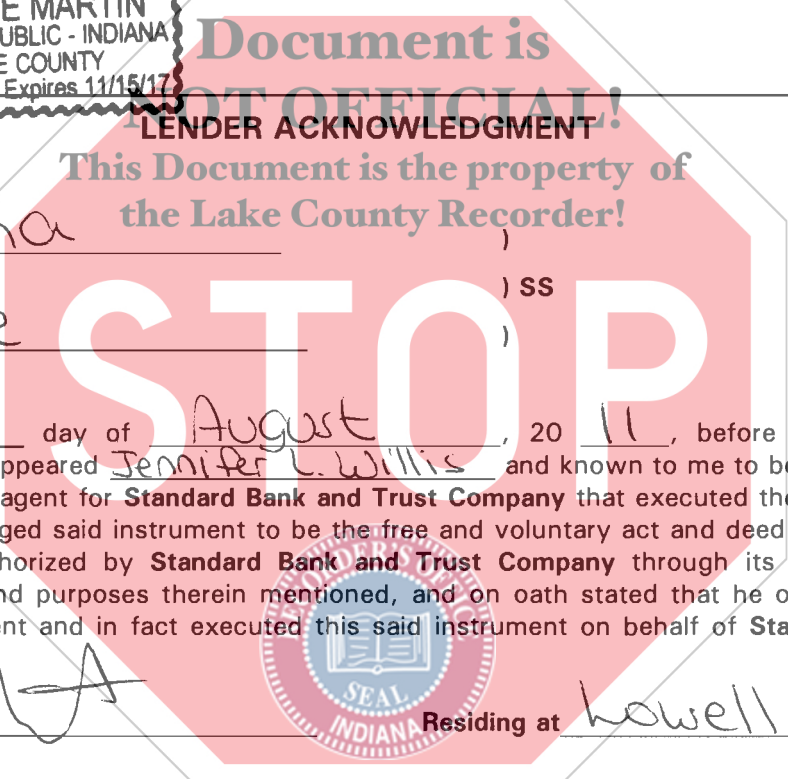 E MARTIN
UBLIC - INDIANA
E COUNTY
Expires 11/15/17
Document is
NOT OFFICIAL!
LENDER ACKNOWLEDGMENT
This Document is the property of
the Lake County Recorder!
na )
) SS
e )
STOP
day of August, 20 11, before
ppeared Jennifer L. Willis and known to me to be
agent for Standard Bank and Trust Company that executed the
ged said instrument to be the free and voluntary act and deed
horized by Standard Bank and Trust Company through its
nd purposes therein mentioned, and on oath stated that he o
ent and in fact executed this said instrument on behalf of Sta
RECORDER'S OFFICE
SEAL
INDIANA
Residing at Lowell